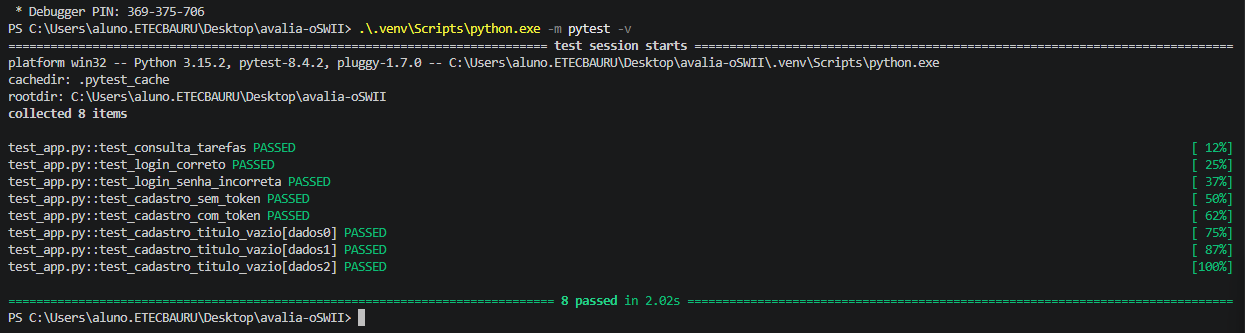 * Debugger PIN: 369-375-706
PS C:\Users\aluno.ETECBAURU\Desktop\avalia-oSWII> .\.venv\Scripts\python.exe -m pytest -v
============================================================================== test session starts ==============================================================================
platform win32 -- Python 3.15.2, pytest-8.4.2, pluggy-1.7.0 -- C:\Users\aluno.ETECBAURU\Desktop\avalia-oSWII\.venv\Scripts\python.exe
cachedir: .pytest_cache
rootdir: C:\Users\aluno.ETECBAURU\Desktop\avalia-oSWII
collected 8 items
test_app.py::test_consulta_tarefas PASSED [ 12%]
test_app.py::test_login_correto PASSED [ 25%]
test_app.py::test_login_senha_incorreta PASSED [ 37%]
test_app.py::test_cadastro_sem_token PASSED [ 50%]
test_app.py::test_cadastro_com_token PASSED [ 62%]
test_app.py::test_cadastro_titulo_vazio[dados0] PASSED [ 75%]
test_app.py::test_cadastro_titulo_vazio[dados1] PASSED [ 87%]
test_app.py::test_cadastro_titulo_vazio[dados2] PASSED [100%]
=============================================================================== 8 passed in 2.02s ===============================================================================
PS C:\Users\aluno.ETECBAURU\Desktop\avalia-oSWII>